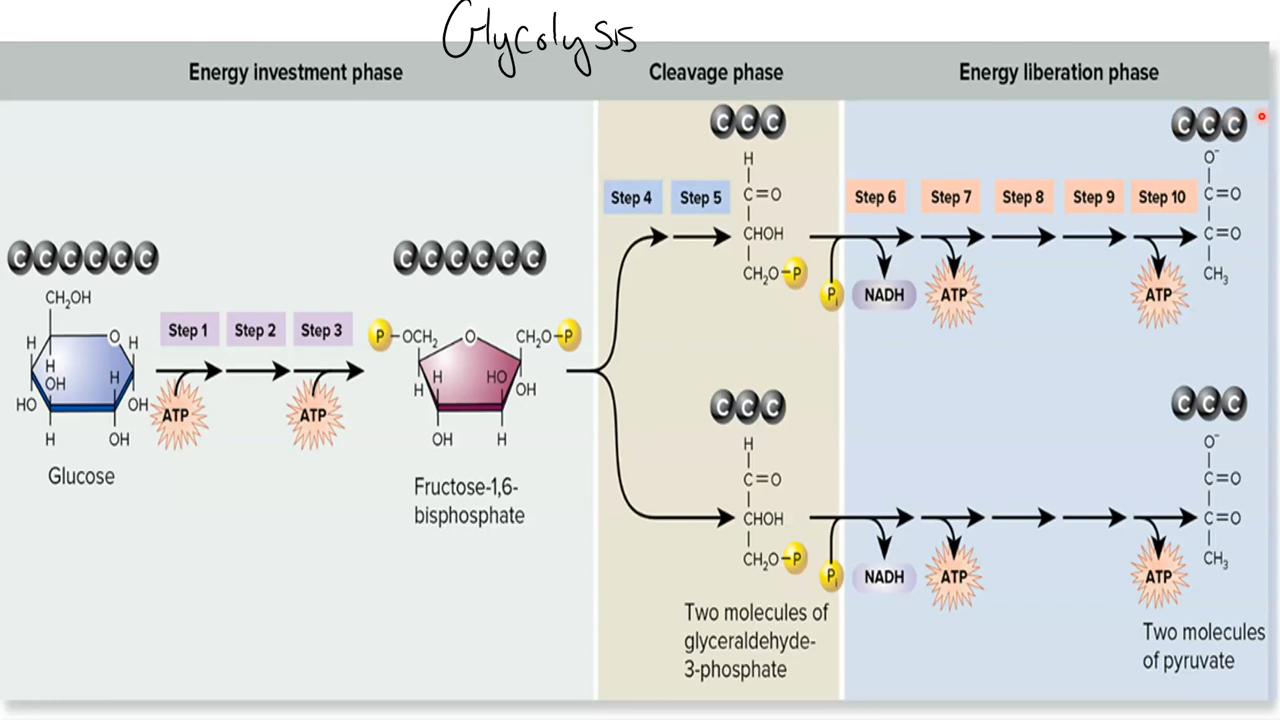 Glycolysis
Energy investment phase
Cleavage phase
Energy liberation phase
C C C C C C
CH₂OH
H
O
H
H
OH
H
HO
OH
H
OH
Glucose
Step 1
Step 2
Step 3
ATP
ATP
C C C C C C
P–OCH₂
O
CH₂O–P
H
H
HO
OH
OH
H
Fructose-1,6-
bisphosphate
Step 4
Step 5
C C C
H
C=O
CHOH
CH₂O–P
C C C
H
C=O
CHOH
CH₂O–P
Two molecules of
glyceraldehyde-
3-phosphate
Step 6
Step 7
Step 8
Step 9
Step 10
Pᵢ
NADH
ATP
ATP
C C C
O⁻
C=O
C=O
CH₃
Pᵢ
NADH
ATP
ATP
C C C
O⁻
C=O
C=O
CH₃
Two molecules
of pyruvate